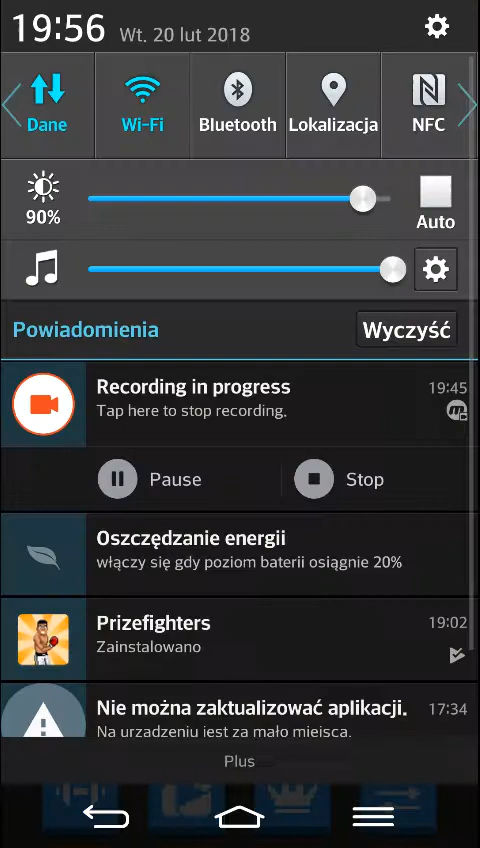 19:56 Wt. 20 lut 2018
Dane Wi-Fi Bluetooth Lokalizacja NFC
90% Auto
Powiadomienia Wyczyść
Recording in progress 19:45
Tap here to stop recording.
Pause Stop
Oszczędzanie energii
włączy się gdy poziom baterii osiągnie 20%
Prizefighters 19:02
Zainstalowano
Nie można zaktualizować aplikacji. 17:34
Na urządzeniu jest za mało miejsca.
Plus